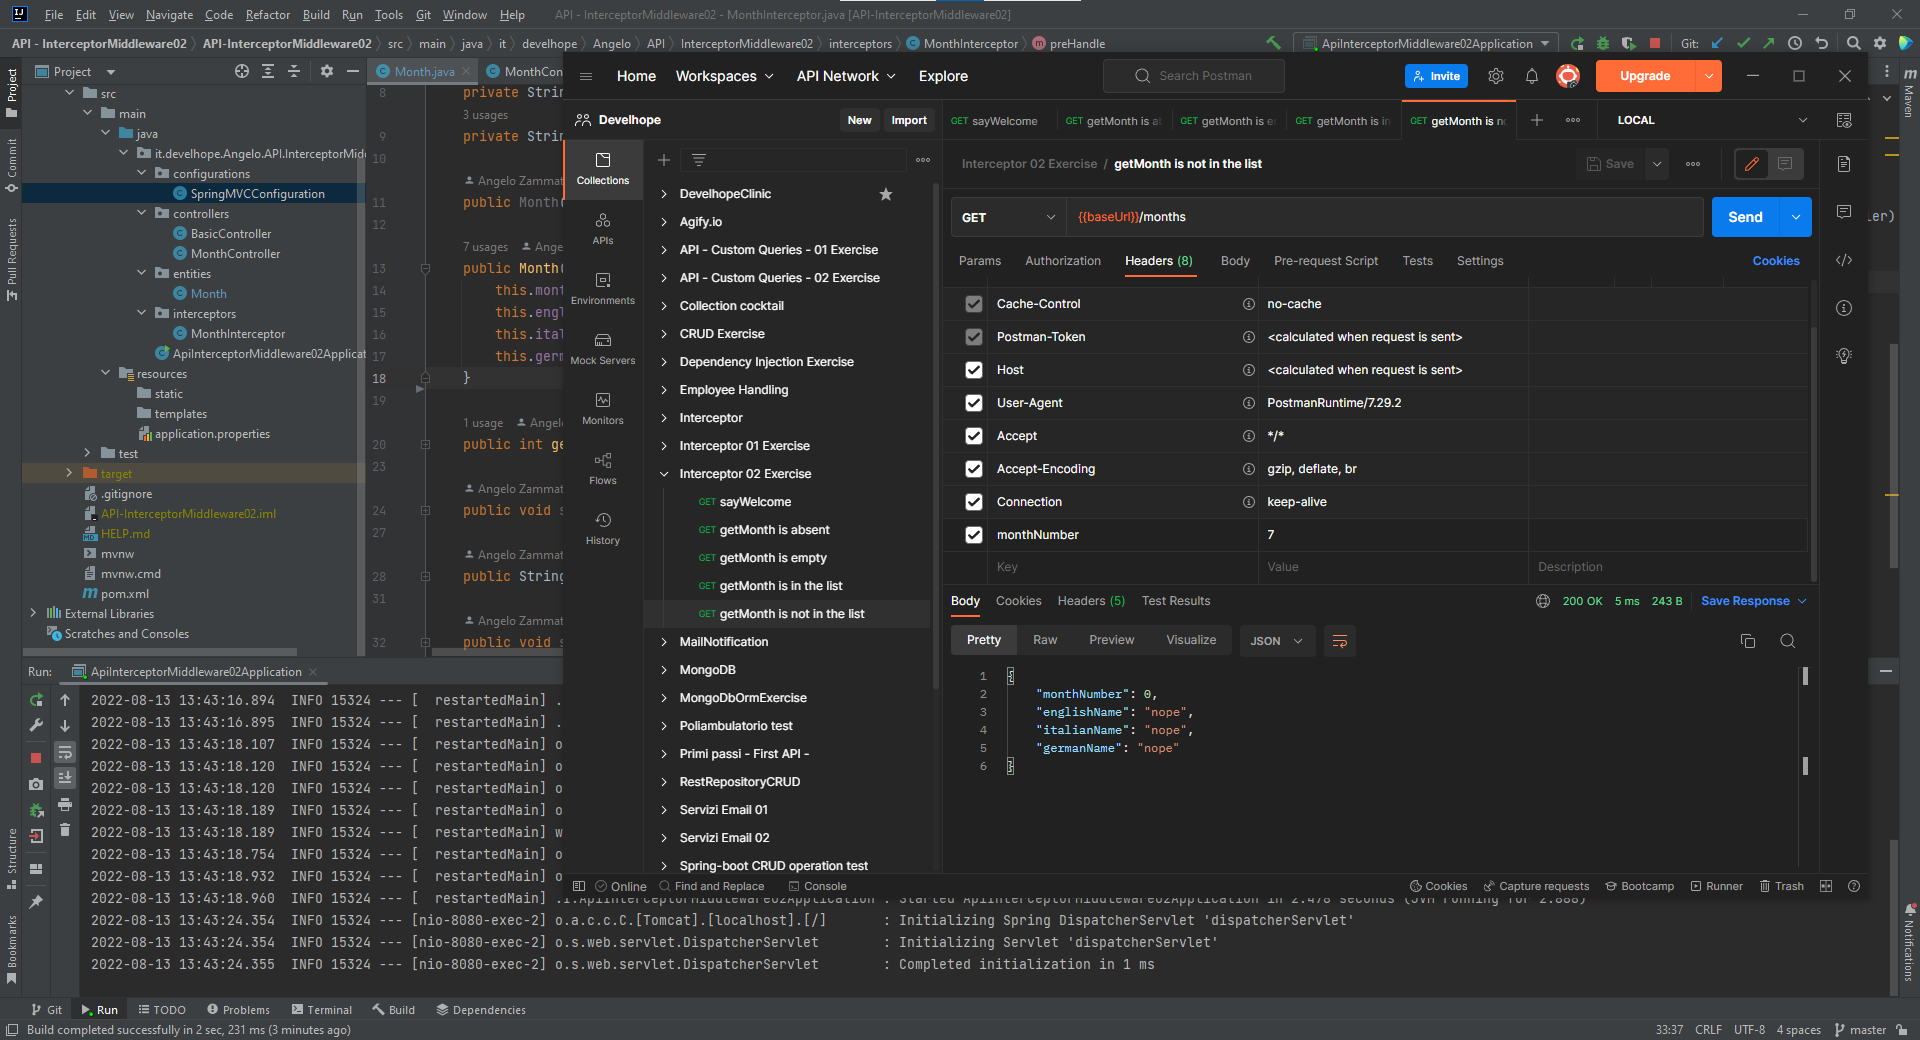 File Edit View Navigate Code Refactor Build Run Tools Git Window Help API - InterceptorMiddleware02 - MonthInterceptor.java [API-InterceptorMiddleware02]
API - InterceptorMiddleware02 API-InterceptorMiddleware02 src main java it develhope Angelo API InterceptorMiddleware02 interceptors MonthInterceptor preHandle ApiInterceptorMiddleware02Application Git:
Project
Month.java
MonthCon
src
main
java
it.develhope.Angelo.API.InterceptorMid
configurations
SpringMVCConfiguration
controllers
BasicController
MonthController
entities
Month
interceptors
MonthInterceptor
ApiInterceptorMiddleware02Applicat
resources
static
templates
application.properties
test
target
.gitignore
API-InterceptorMiddleware02.iml
HELP.md
mvnw
mvnw.cmd
pom.xml
External Libraries
Scratches and Consoles
Project
Commit
Pull Requests
Structure
Bookmarks
Maven
Notifications
8 private Strin
3 usages
9 private Strin
10
Angelo Zammat
11 public Month(
12
7 usages Ange
13 public Month(
14 this.mont
15 this.engl
16 this.ital
17 this.germ
18 }
19
1 usage Angelo
20 public int ge
23
Angelo Zammat
24 public void s
27
Angelo Zammat
28 public String
31
Angelo Zammat
32 public void s
ler)
Home Workspaces API Network Explore
Search Postman
Invite
Upgrade
Develhope
New Import
GET sayWelcome
GET getMonth is a
GET getMonth is e
GET getMonth is in
GET getMonth is no
LOCAL
Collections
APIs
Environments
Mock Servers
Monitors
Flows
History
DevelhopeClinic
Agify.io
API - Custom Queries - 01 Exercise
API - Custom Queries - 02 Exercise
Collection cocktail
CRUD Exercise
Dependency Injection Exercise
Employee Handling
Interceptor
Interceptor 01 Exercise
Interceptor 02 Exercise
GET sayWelcome
GET getMonth is absent
GET getMonth is empty
GET getMonth is in the list
GET getMonth is not in the list
MailNotification
MongoDB
MongoDbOrmExercise
Poliambulatorio test
Primi passi - First API -
RestRepositoryCRUD
Servizi Email 01
Servizi Email 02
Spring-boot CRUD operation test
Interceptor 02 Exercise / getMonth is not in the list
Save
GET {{baseUrl}}/months
Send
Params Authorization Headers (8) Body Pre-request Script Tests Settings Cookies
Cache-Control no-cache
Postman-Token <calculated when request is sent>
Host <calculated when request is sent>
User-Agent PostmanRuntime/7.29.2
Accept */*
Accept-Encoding gzip, deflate, br
Connection keep-alive
monthNumber 7
Key Value Description
Body Cookies Headers (5) Test Results 200 OK 5 ms 243 B Save Response
Pretty Raw Preview Visualize JSON
1 {
2 "monthNumber": 0,
3 "englishName": "nope",
4 "italianName": "nope",
5 "germanName": "nope"
6 }
Online Find and Replace Console Cookies Capture requests Bootcamp Runner Trash
Run: ApiInterceptorMiddleware02Application
2022-08-13 13:43:16.894 INFO 15324 --- [ restartedMain] .
2022-08-13 13:43:16.895 INFO 15324 --- [ restartedMain] .
2022-08-13 13:43:18.107 INFO 15324 --- [ restartedMain] o
2022-08-13 13:43:18.120 INFO 15324 --- [ restartedMain] o
2022-08-13 13:43:18.120 INFO 15324 --- [ restartedMain] o
2022-08-13 13:43:18.189 INFO 15324 --- [ restartedMain] o
2022-08-13 13:43:18.189 INFO 15324 --- [ restartedMain] w
2022-08-13 13:43:18.754 INFO 15324 --- [ restartedMain] o
2022-08-13 13:43:18.932 INFO 15324 --- [ restartedMain] o
2022-08-13 13:43:18.960 INFO 15324 --- [ restartedMain] .i.ApiInterceptorMiddleware02Application : Started ApiInterceptorMiddleware02Application in 2.478 seconds (JVM running for 2.888)
2022-08-13 13:43:24.354 INFO 15324 --- [nio-8080-exec-2] o.a.c.c.C.[Tomcat].[localhost].[/] : Initializing Spring DispatcherServlet 'dispatcherServlet'
2022-08-13 13:43:24.354 INFO 15324 --- [nio-8080-exec-2] o.s.web.servlet.DispatcherServlet : Initializing Servlet 'dispatcherServlet'
2022-08-13 13:43:24.355 INFO 15324 --- [nio-8080-exec-2] o.s.web.servlet.DispatcherServlet : Completed initialization in 1 ms
Git Run TODO Problems Terminal Build Dependencies
Build completed successfully in 2 sec, 231 ms (3 minutes ago) 33:37 CRLF UTF-8 4 spaces master